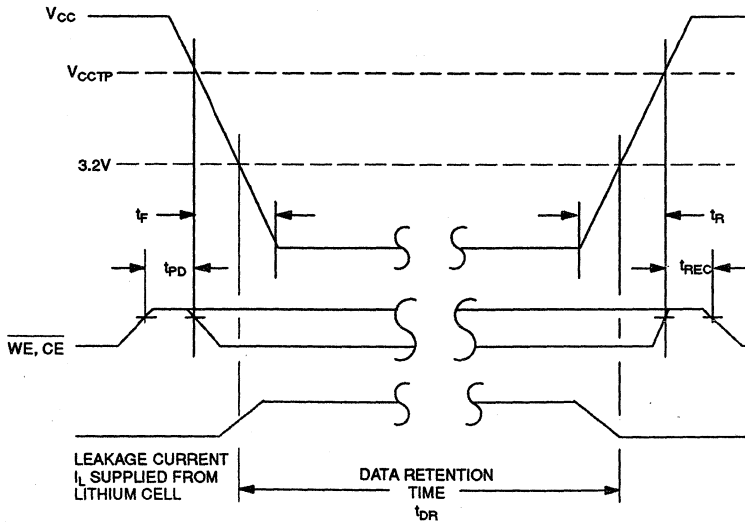 VCC
VCCTP
3.2V
tF
tR
tPD
tREC
WE, CE
LEAKAGE CURRENT
IL SUPPLIED FROM
LITHIUM CELL
DATA RETENTION
TIME
tDR